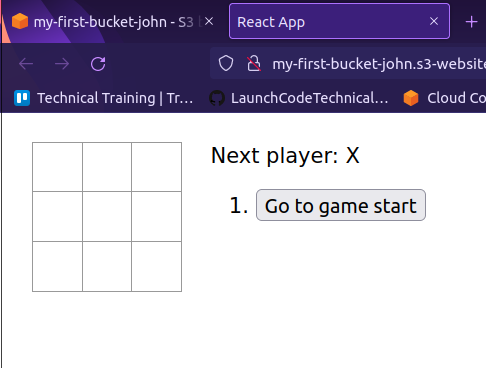 my-first-bucket-john - S3 b
React App
my-first-bucket-john.s3-website
Technical Training | Tr…
LaunchCodeTechnical…
Cloud Co
Next player: X
1. Go to game start